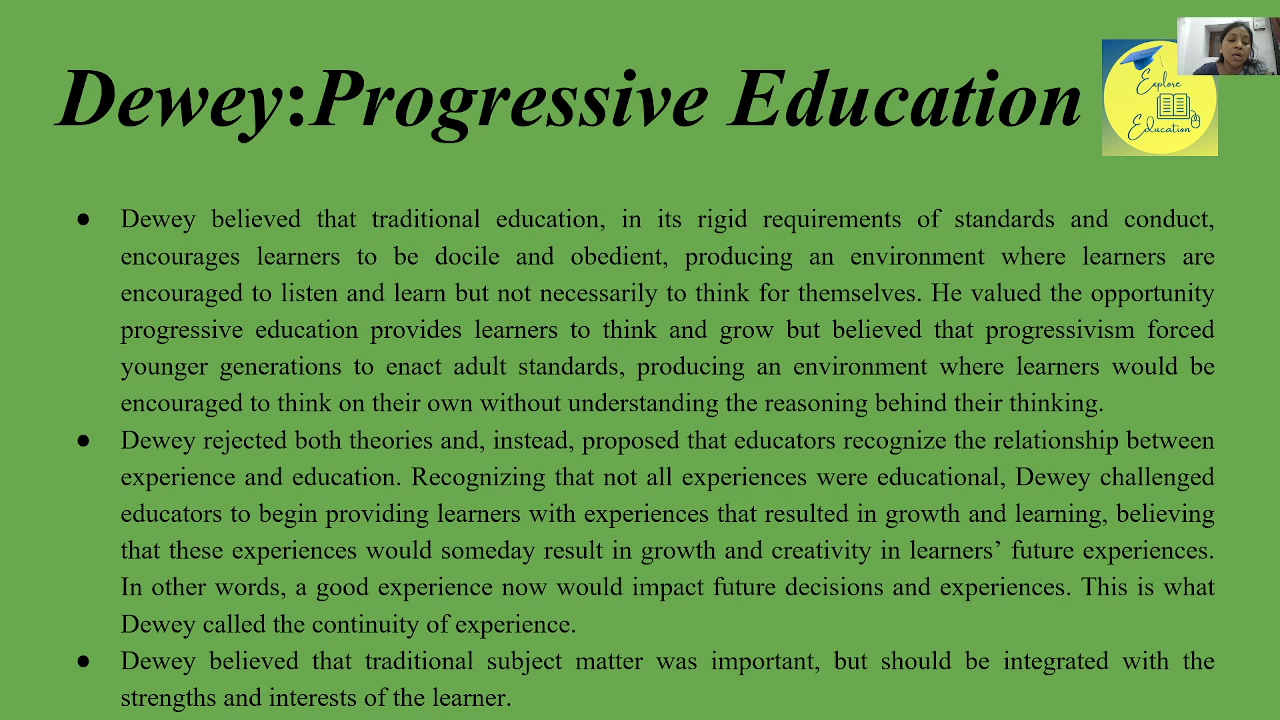 Dewey:Progressive Education
Explore
Education
● Dewey believed that traditional education, in its rigid requirements of standards and conduct,
encourages learners to be docile and obedient, producing an environment where learners are
encouraged to listen and learn but not necessarily to think for themselves. He valued the opportunity
progressive education provides learners to think and grow but believed that progressivism forced
younger generations to enact adult standards, producing an environment where learners would be
encouraged to think on their own without understanding the reasoning behind their thinking.
● Dewey rejected both theories and, instead, proposed that educators recognize the relationship between
experience and education. Recognizing that not all experiences were educational, Dewey challenged
educators to begin providing learners with experiences that resulted in growth and learning, believing
that these experiences would someday result in growth and creativity in learners’ future experiences.
In other words, a good experience now would impact future decisions and experiences. This is what
Dewey called the continuity of experience.
● Dewey believed that traditional subject matter was important, but should be integrated with the
strengths and interests of the learner.